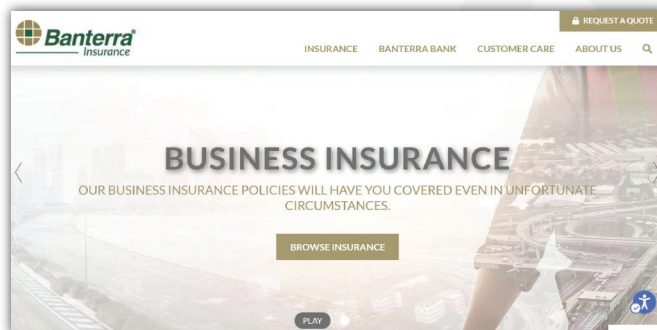 REQUEST A QUOTE
Banterra®
Insurance
INSURANCE BANTERRA BANK CUSTOMER CARE ABOUT US
BUSINESS INSURANCE
OUR BUSINESS INSURANCE POLICIES WILL HAVE YOU COVERED EVEN IN UNFORTUNATE
CIRCUMSTANCES.
BROWSE INSURANCE
PLAY